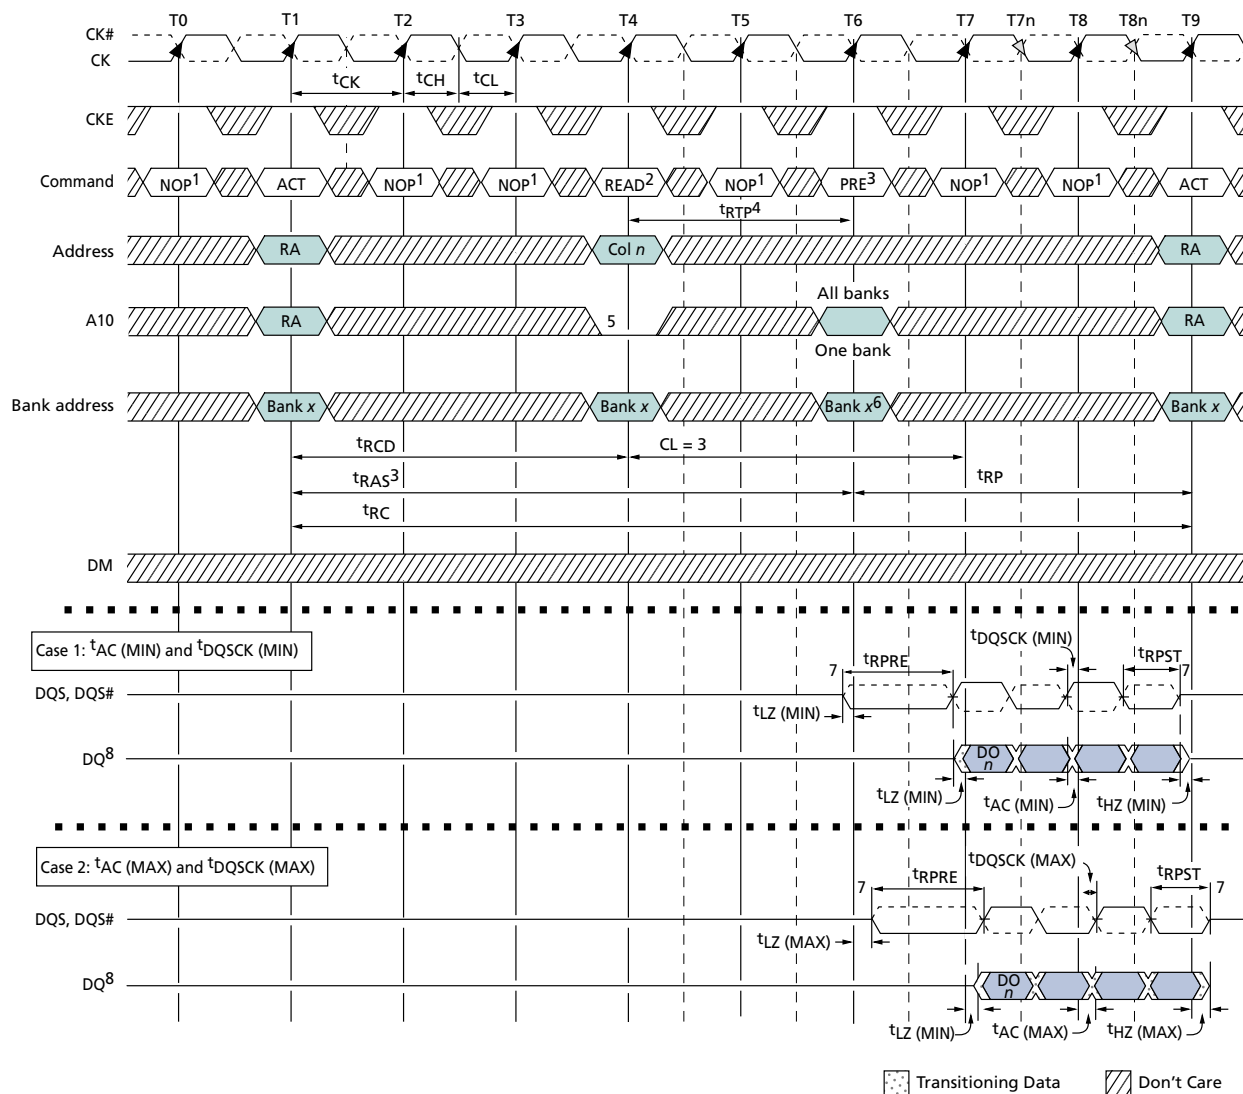 T0 T1 T2 T3 T4 T5 T6 T7 T7n T8 T8n T9
CK#
CK
tCK tCH tCL
CKE
Command NOP1 ACT NOP1 NOP1 READ2 NOP1 PRE3 NOP1 NOP1 ACT
tRTP4
Address RA Col n RA
All banks
A10 RA 5 RA
One bank
Bank address Bank x Bank x Bank x6 Bank x
tRCD CL = 3
tRAS3 tRP
tRC
DM
Case 1: tAC (MIN) and tDQSCK (MIN)
tDQSCK (MIN)
7 tRPRE tRPST 7
DQS, DQS#
tLZ (MIN)
DQ8 DO
n
tLZ (MIN) tAC (MIN) tHZ (MIN)
Case 2: tAC (MAX) and tDQSCK (MAX)
tDQSCK (MAX)
7 tRPRE tRPST 7
DQS, DQS#
tLZ (MAX)
DQ8 DO
n
tLZ (MIN) tAC (MAX) tHZ (MAX)
Transitioning Data Don't Care